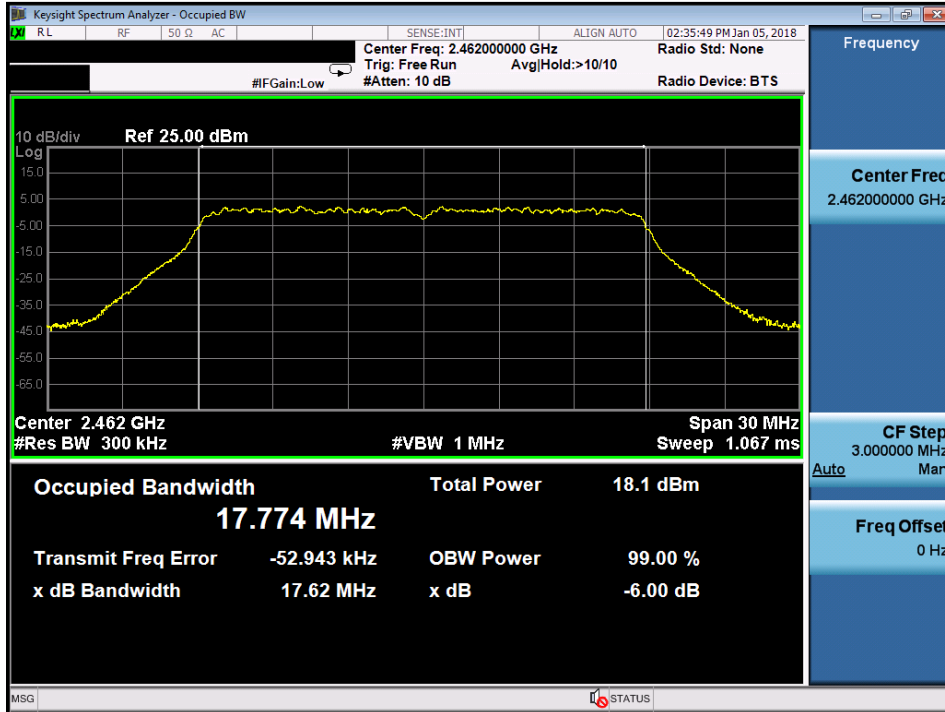 Keysight Spectrum Analyzer - Occupied BW
LXI RL RF 50 Ω AC SENSE:INT ALIGN AUTO 02:35:49 PM Jan 05, 2018
Center Freq: 2.462000000 GHz Radio Std: None
Trig: Free Run Avg|Hold:>10/10
#IFGain:Low #Atten: 10 dB Radio Device: BTS
10 dB/div Ref 25.00 dBm
Log
15.0
5.00
-5.00
-15.0
-25.0
-35.0
-45.0
-55.0
-65.0
Center 2.462 GHz Span 30 MHz
#Res BW 300 kHz #VBW 1 MHz Sweep 1.067 ms
Occupied Bandwidth Total Power 18.1 dBm
17.774 MHz
Transmit Freq Error -52.943 kHz OBW Power 99.00 %
x dB Bandwidth 17.62 MHz x dB -6.00 dB
MSG STATUS
Frequency
Center Freq
2.462000000 GHz
CF Step
3.000000 MHz
Auto Man
Freq Offset
0 Hz